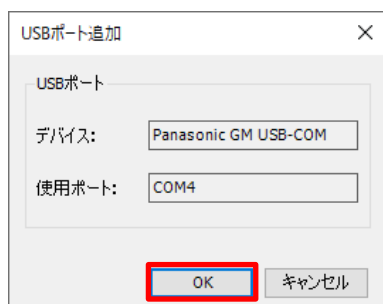 USBポート追加
USBポート
デバイス: Panasonic GM USB-COM
使用ポート: COM4
OK キャンセル